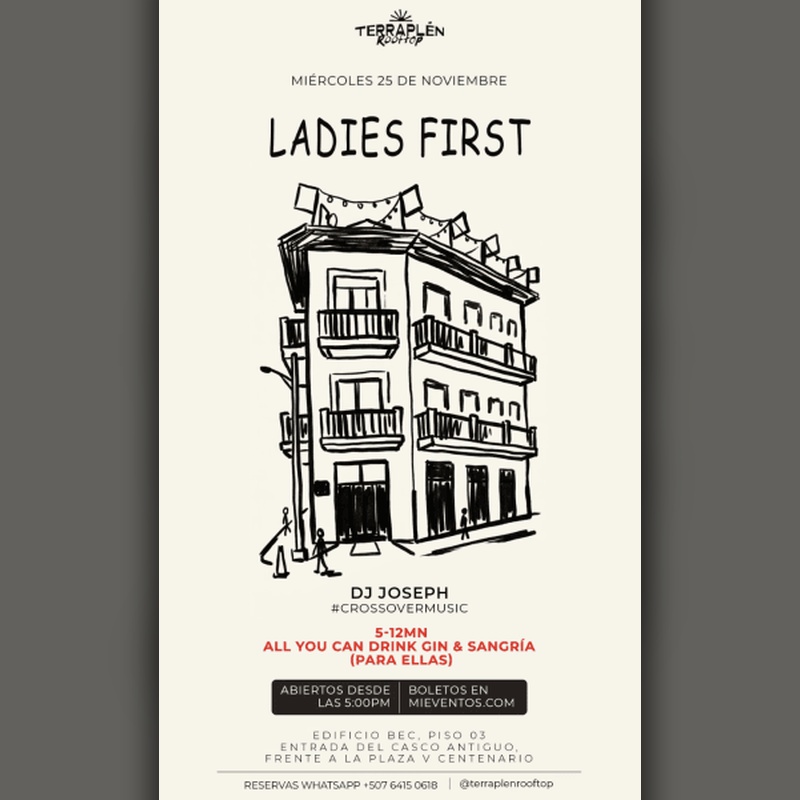 TERRAPLÉN
Rooftop
MIÉRCOLES 25 DE NOVIEMBRE
LADIES FIRST
DJ JOSEPH
#CROSSOVERMUSIC
5-12MN
ALL YOU CAN DRINK GIN & SANGRÍA
(PARA ELLAS)
ABIERTOS DESDE
LAS 5:00PM
BOLETOS EN
MIEVENTOS.COM
EDIFICIO BEC, PISO 03
ENTRADA DEL CASCO ANTIGUO,
FRENTE A LA PLAZA V CENTENARIO
RESERVAS WHATSAPP +507 6415 0618 | @terraplenrooftop